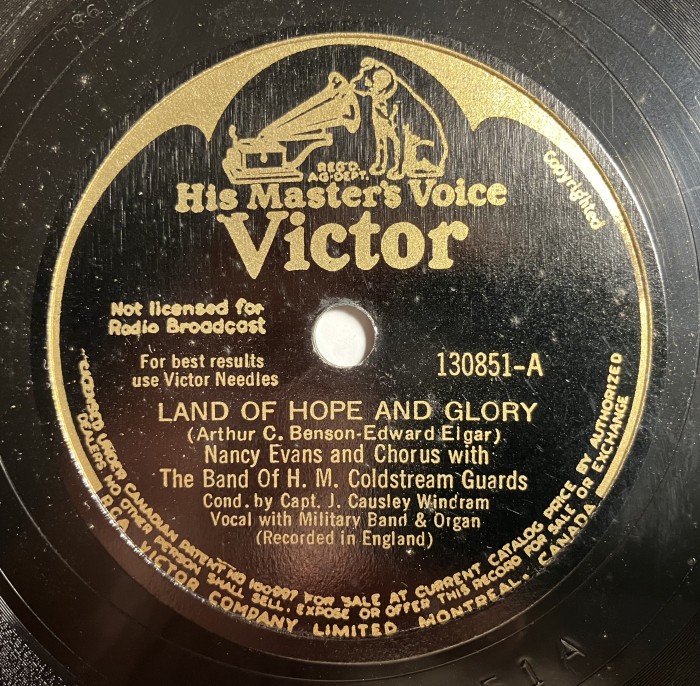 REG'D.
AG.DEPT.
His Master's Voice
Copyrighted
Victor
Not licensed for
Radio Broadcast
For best results
use Victor Needles
130851-A
LAND OF HOPE AND GLORY
(Arthur C. Benson-Edward Elgar)
Nancy Evans and Chorus with
The Band Of H. M. Coldstream Guards
Cond. by Capt. J. Causley Windram
Vocal with Military Band & Organ
(Recorded in England)
LICENSED UNDER CANADIAN PATENT NO FOR SALE AT CURRENT CATALOG PRICE BY AUTHORIZED
DEALERS NO OTHER PERSON SHALL SELL, EXPOSE OR OFFER THIS RECORD FOR SALE OR EXCHANGE
RCA VICTOR COMPANY LIMITED MONTREAL, CANADA
51A